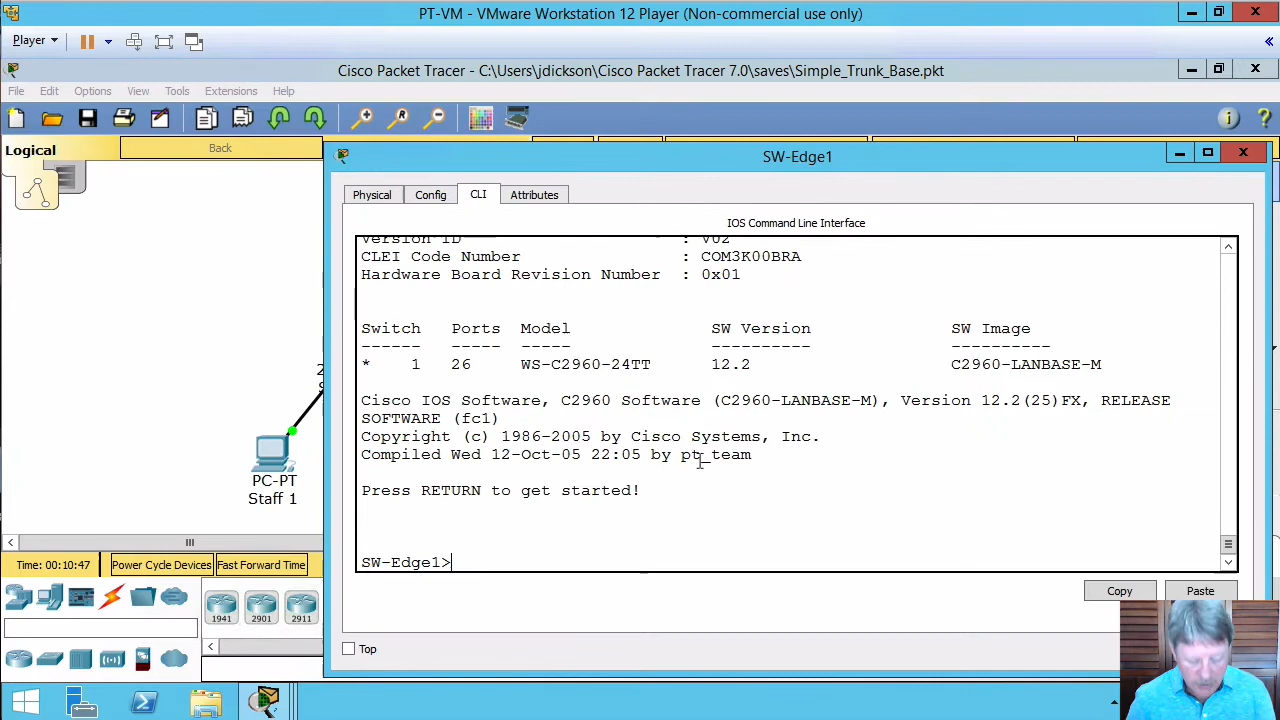 PT-VM - VMware Workstation 12 Player (Non-commercial use only)
Player
Cisco Packet Tracer - C:\Users\jdickson\Cisco Packet Tracer 7.0\saves\Simple_Trunk_Base.pkt
File Edit Options View Tools Extensions Help
Logical
Back
SW-Edge1
Physical Config CLI Attributes
IOS Command Line Interface
Version ID : V02
CLEI Code Number : COM3K00BRA
Hardware Board Revision Number : 0x01
Switch Ports Model SW Version SW Image
------ ----- ----- ---------- ----------
* 1 26 WS-C2960-24TT 12.2 C2960-LANBASE-M
Cisco IOS Software, C2960 Software (C2960-LANBASE-M), Version 12.2(25)FX, RELEASE
SOFTWARE (fc1)
Copyright (c) 1986-2005 by Cisco Systems, Inc.
Compiled Wed 12-Oct-05 22:05 by pt_team
Press RETURN to get started!
SW-Edge1>
PC-PT
Staff 1
Time: 00:10:47 Power Cycle Devices Fast Forward Time
1941 2901 2911
Copy Paste
Top